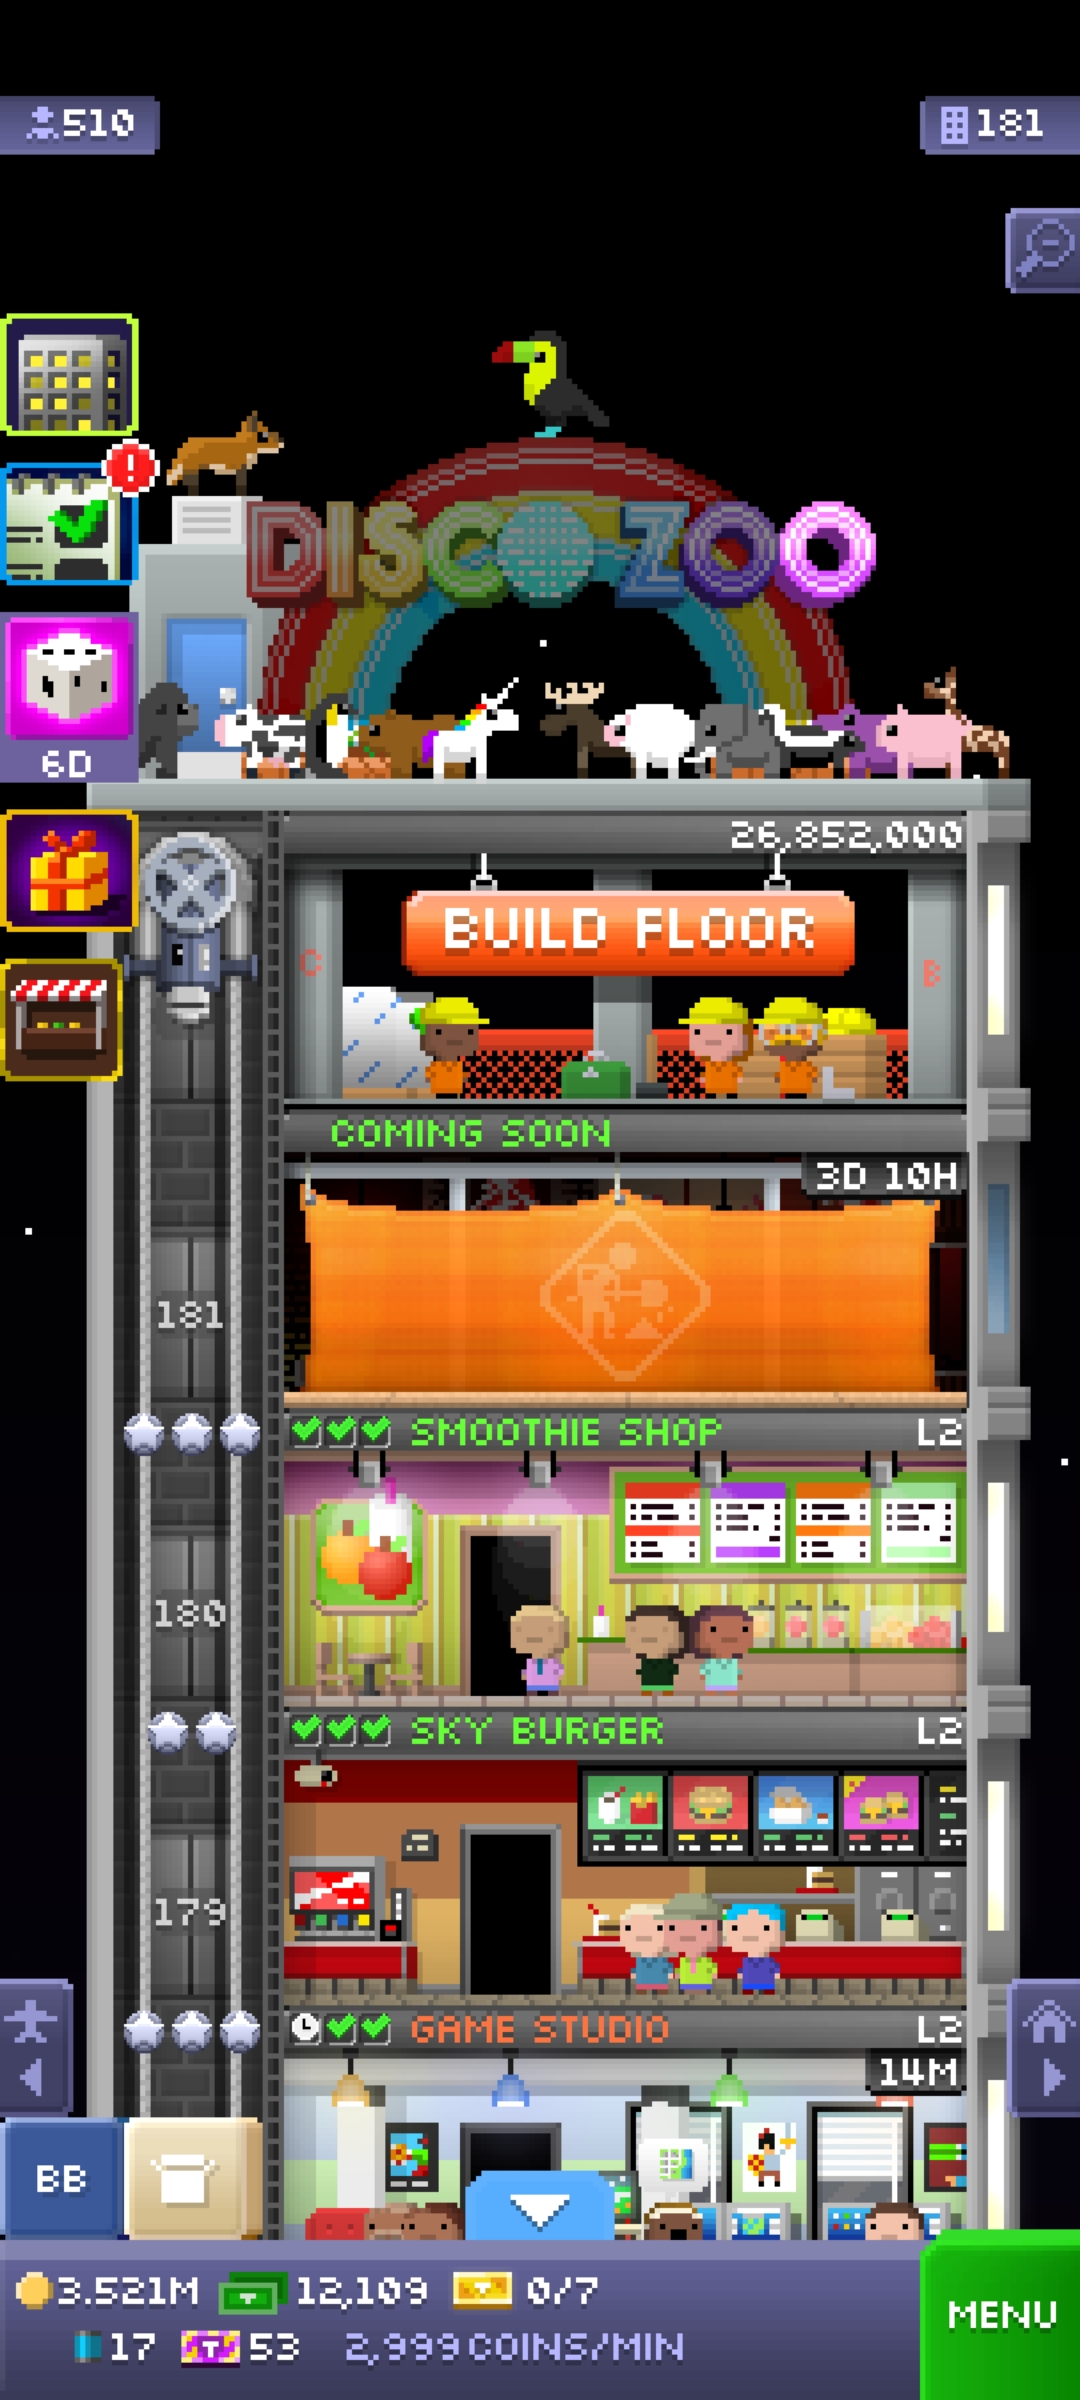 510
181
DISCO ZOO
6D
26,852,000
BUILD FLOOR
C
B
COMING SOON
3D 10H
181
SMOOTHIE SHOP
L2
180
SKY BURGER
L2
179
GAME STUDIO
L2
14M
BB
3.521M
12,109
0/7
MENU
17
T
53
2,999 COINS/MIN